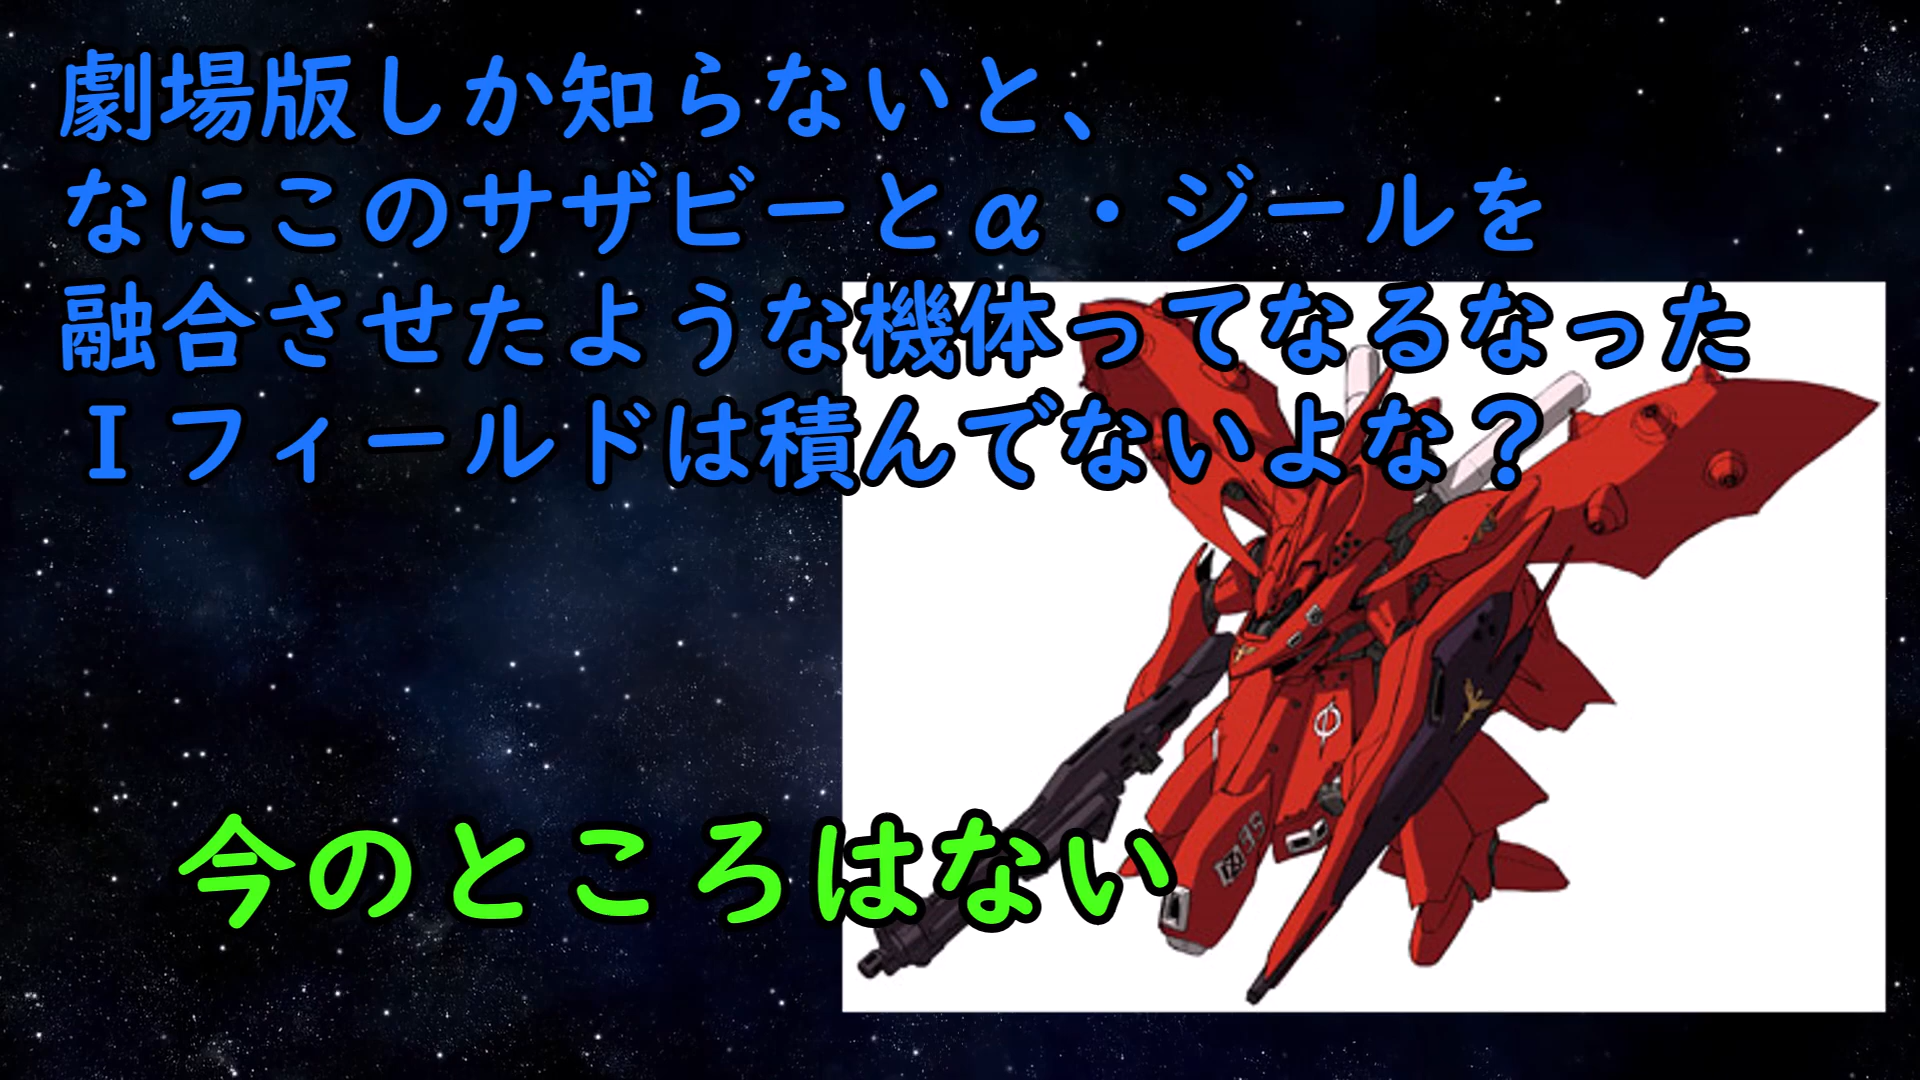 劇場版しか知らないと、
なにこのサザビーとα・ジールを
融合させたような機体ってなるなった
Ｉフィールドは積んでないよな？
今のところはない